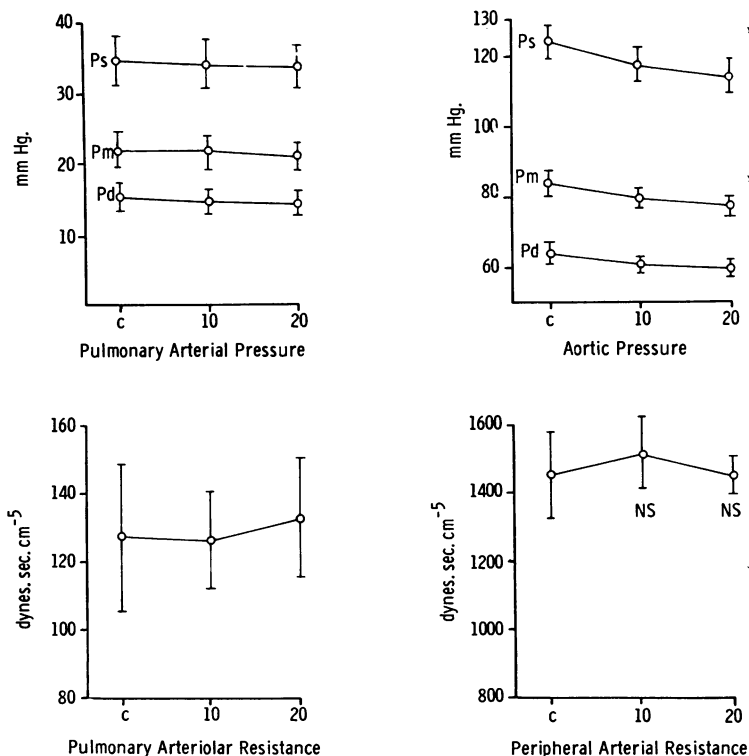 40
30
20
10
mm Hg.
Ps
Pm
Pd
c 10 20
Pulmonary Arterial Pressure
130
120
100
80
60
mm Hg.
Ps
Pm
Pd
c 10 20
Aortic Pressure
160
140
120
100
80
dynes. sec. cm⁻⁵
c 10 20
Pulmonary Arteriolar Resistance
1600
1400
1200
1000
800
dynes. sec. cm⁻⁵
NS NS
c 10 20
Peripheral Arterial Resistance